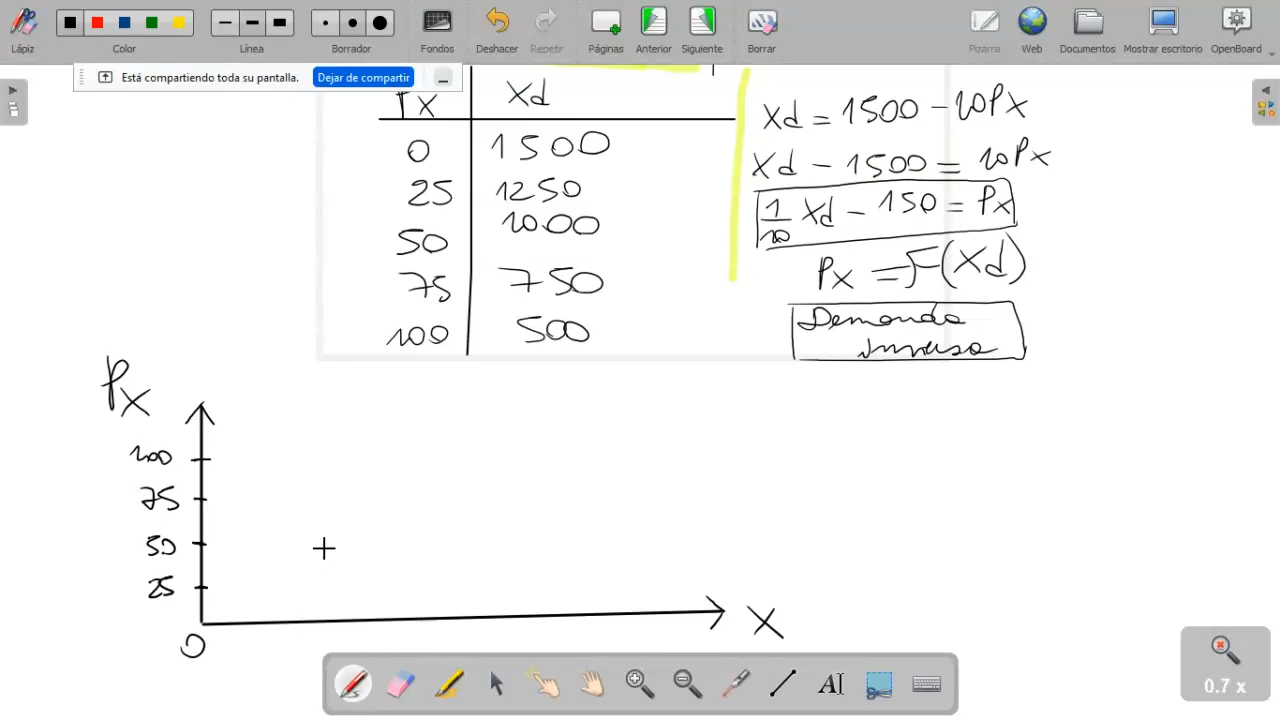 Lápiz
Color
Línea
Borrador
Fondos
Deshacer
Repetir
Páginas
Anterior
Siguiente
Borrar
Pizarra
Web
Documentos
Mostrar escritorio
OpenBoard
Está compartiendo toda su pantalla.
Dejar de compartir
Px Xd
0 1500
25 1250
50 1000
75 750
100 500
Xd = 1500 - 10Px
Xd - 1500 = 10Px
1/10 Xd - 150 = Px
Px = F(Xd)
Demanda
inversa
Px
100
75
50
25
0
X
0.7 x